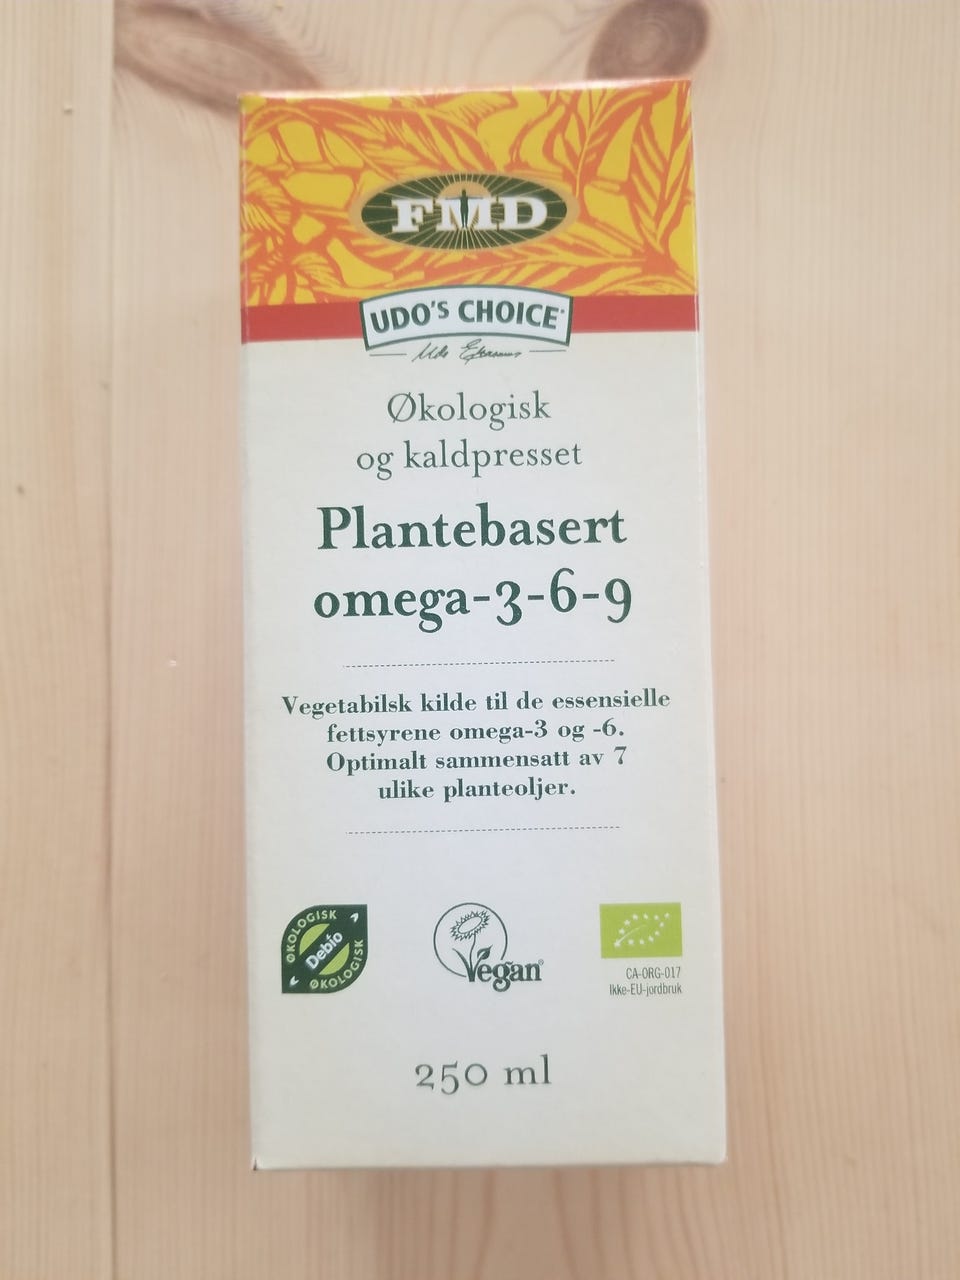 FMD
UDO'S CHOICE
Udo Erasmus
Økologisk
og kaldpresset
Plantebasert
omega-3-6-9
Vegetabilsk kilde til de essensielle
fettsyrene omega-3 og -6.
Optimalt sammensatt av 7
ulike planteoljer.
ØKOLOGISK
Debio
ØKOLOGISK
Vegan®
CA-ORG-017
Ikke-EU-jordbruk
250 ml